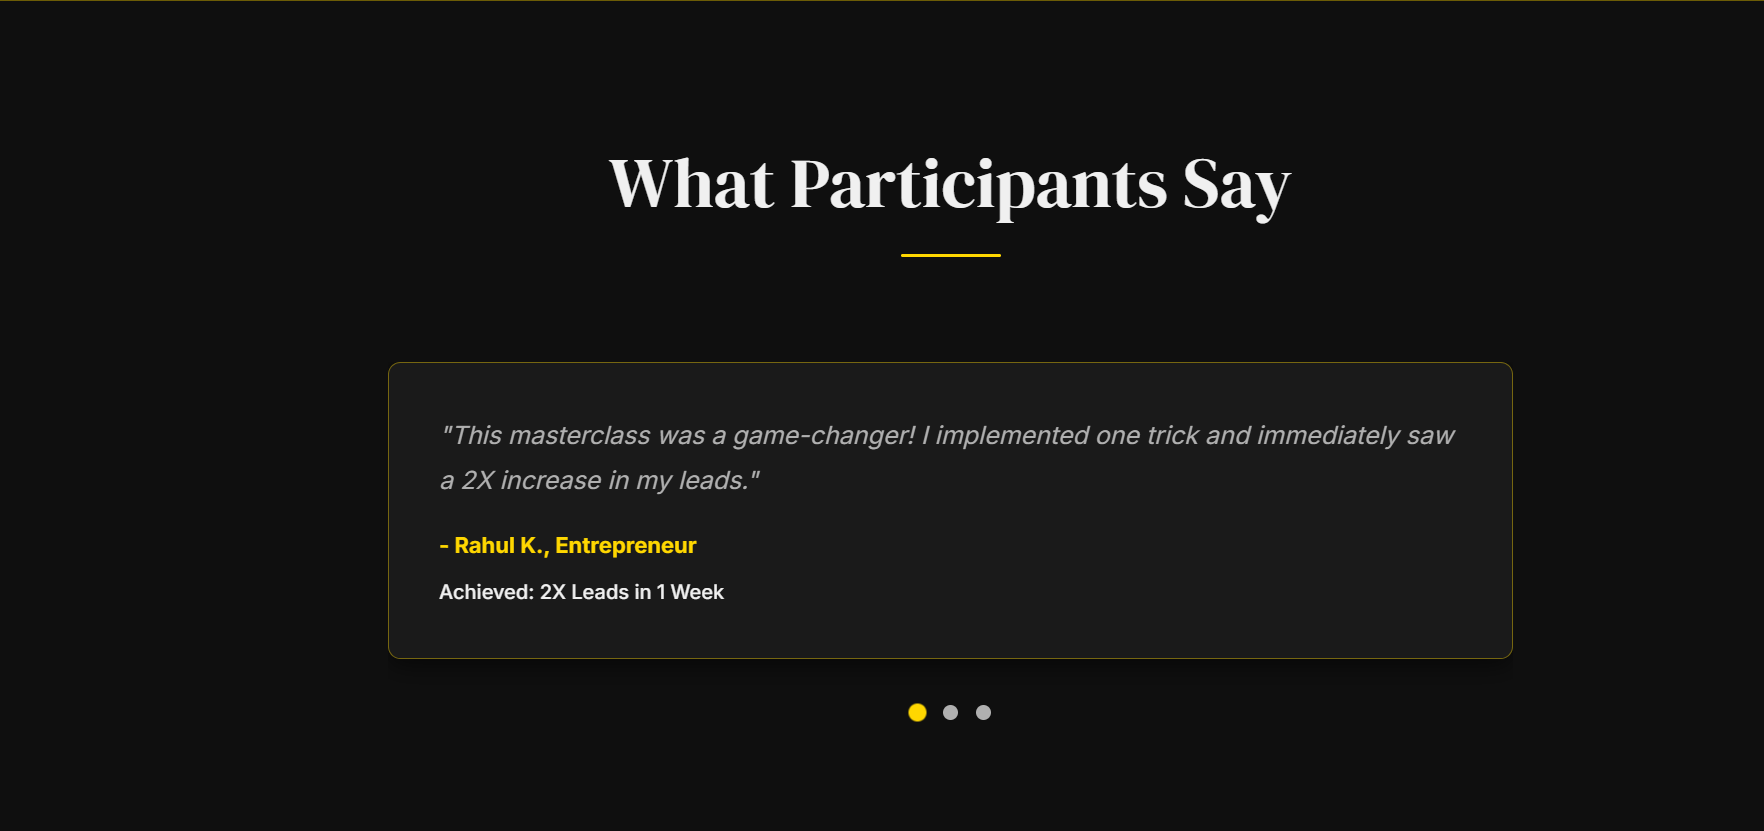 What Participants Say
"This masterclass was a game-changer! I implemented one trick and immediately saw
a 2X increase in my leads."
- Rahul K., Entrepreneur
Achieved: 2X Leads in 1 Week